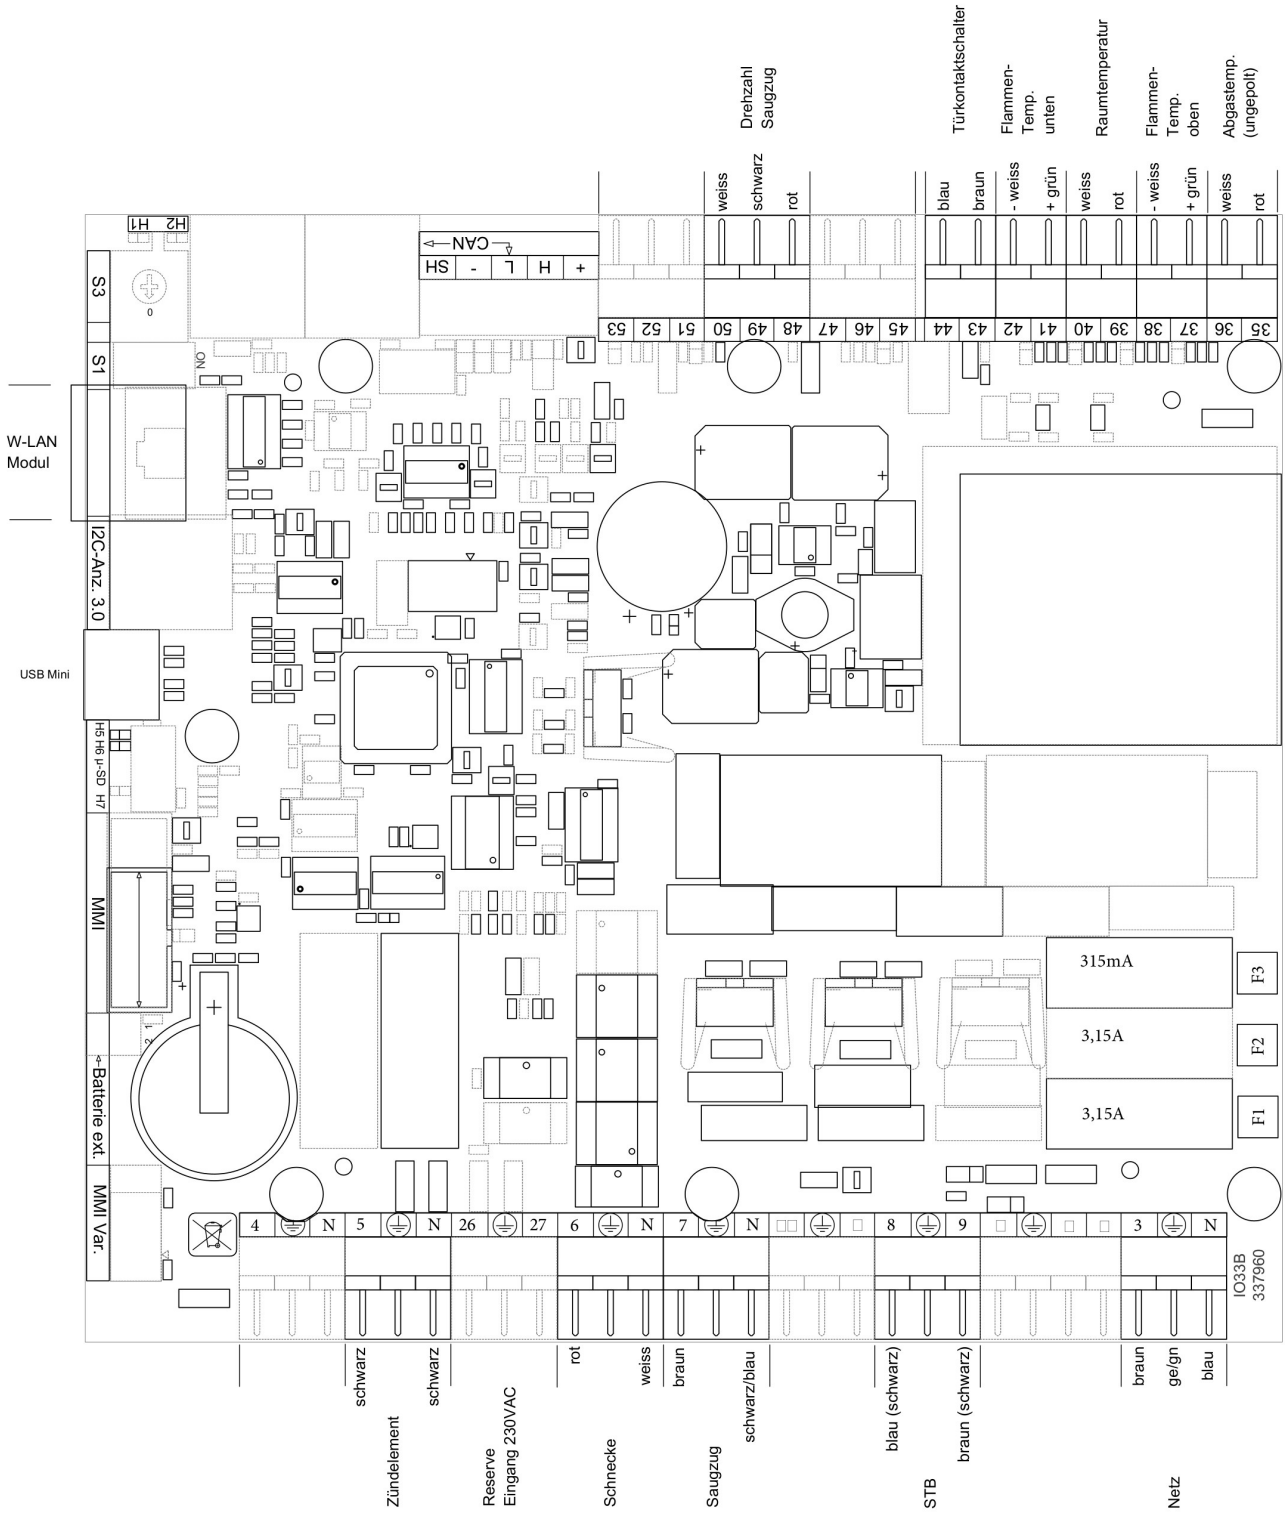 Drehzahl
Saugzug
Türkontaktschalter
Flammen-
Temp.
unten
Raumtemperatur
Flammen-
Temp.
oben
Abgastemp.
(ungepolt)
weiss
schwarz
rot
blau
braun
- weiss
+ grün
weiss
rot
- weiss
+ grün
weiss
rot
H1 H2
CAN
SH - L H +
53 52 51 50 49 48 47 46 45 44 43 42 41 40 39 38 37 36 35
S3
0
S1
ON
W-LAN
Modul
I2C-Anz. 3.0
USB Mini
H5 H6 µ-SD H7
MMI
2 1
Batterie ext.
MMI Var.
315mA
F3
3,15A
F2
3,15A
F1
4 N 5 N 26 27 6 N 7 N 8 9 3 N
IO33B
337960
schwarz
schwarz
rot
weiss
braun
schwarz/blau
blau (schwarz)
braun (schwarz)
braun
ge/gn
blau
Zündelement
Reserve
Eingang 230VAC
Schnecke
Saugzug
STB
Netz